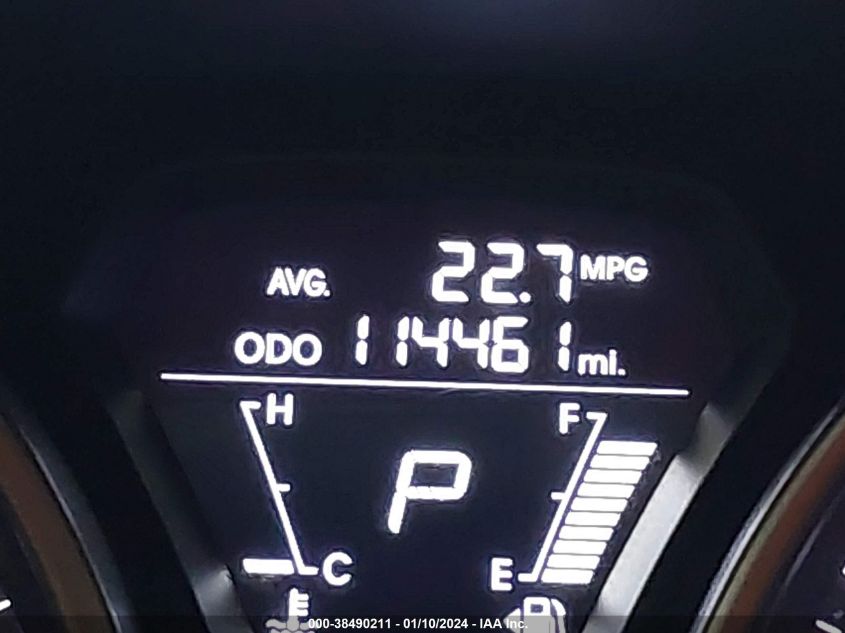 AVG. 22.7 MPG
ODO 114461 mi.
H F
P
C E
000-38490211 - 01/10/2024 - IAA Inc.